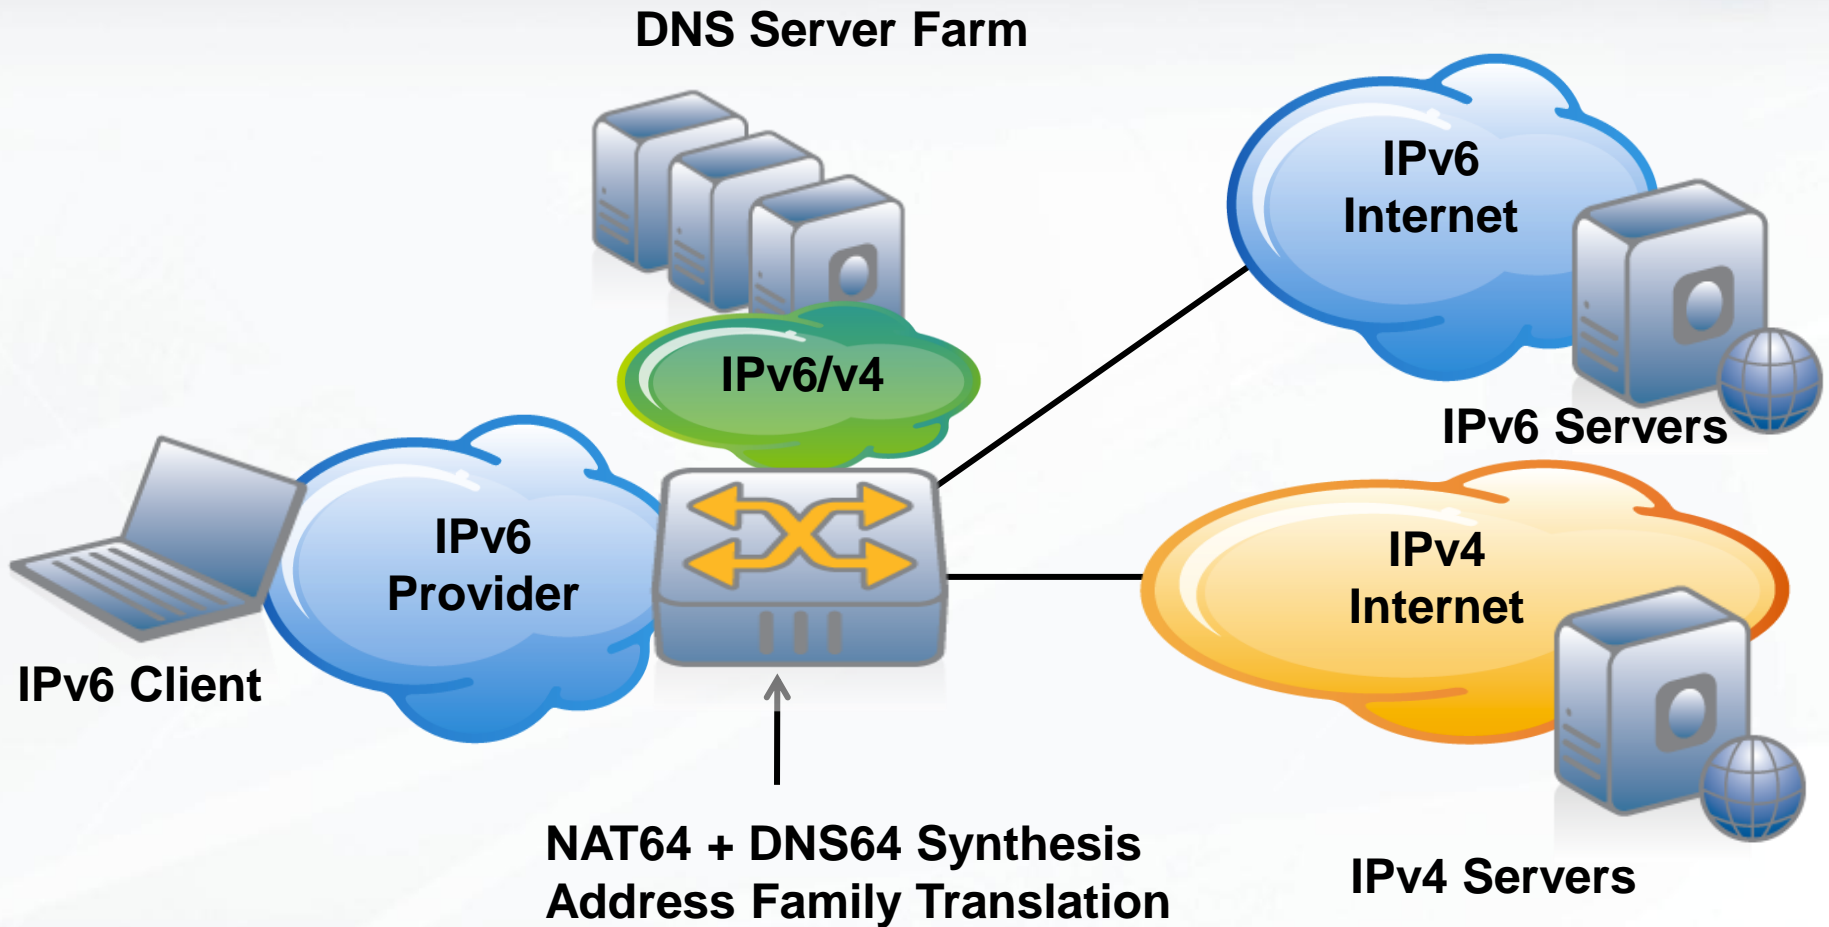 DNS Server Farm
IPv6
Internet
IPv6/v4
IPv6 Servers
IPv6
Provider
IPv4
Internet
IPv6 Client
NAT64 + DNS64 Synthesis
Address Family Translation
IPv4 Servers